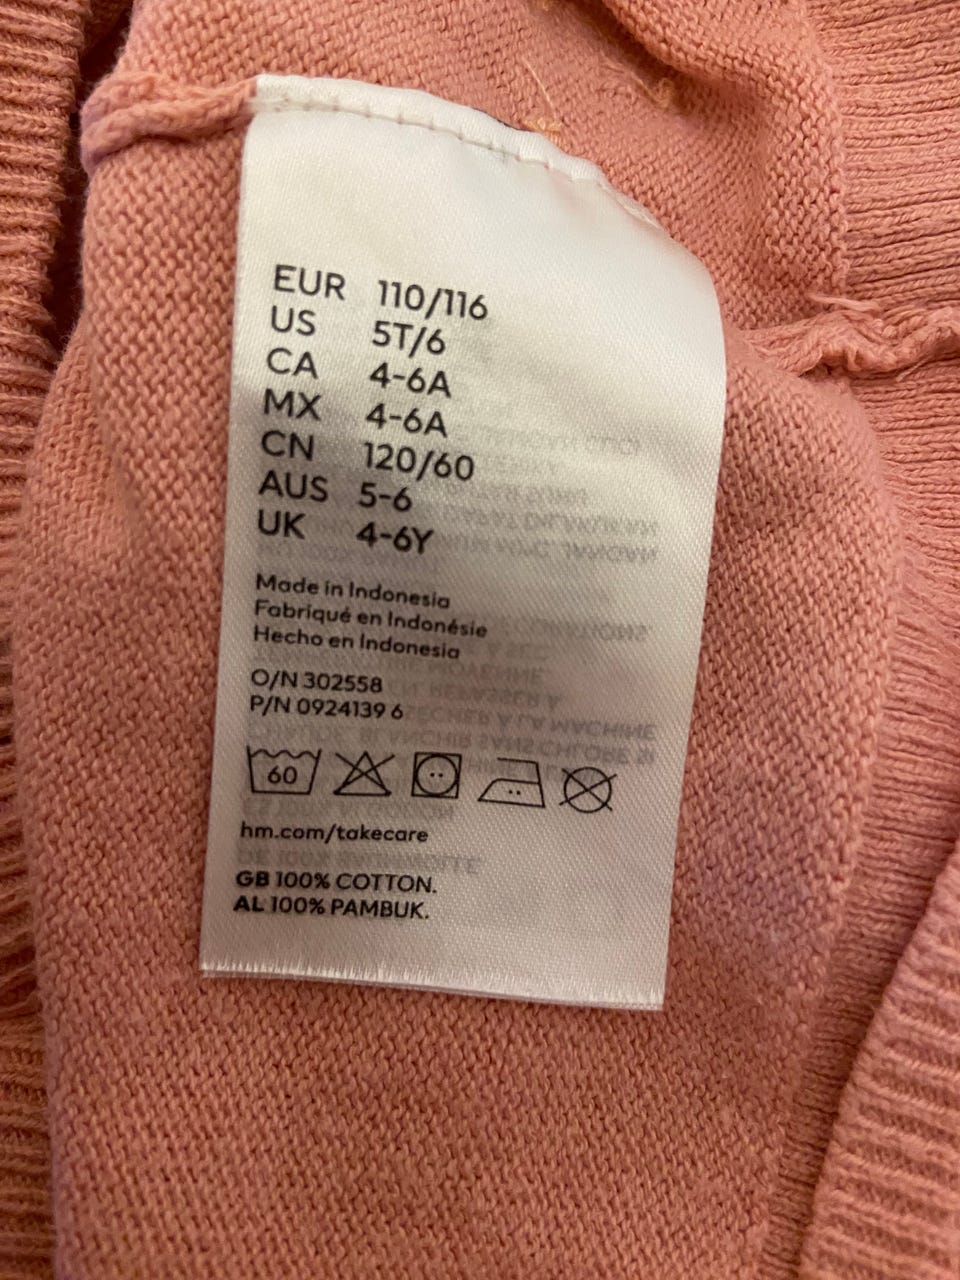 EUR 110/116
US 5T/6
CA 4-6A
MX 4-6A
CN 120/60
AUS 5-6
UK 4-6Y
Made in Indonesia
Fabriqué en Indonésie
Hecho en Indonesia
O/N 302558
P/N 0924139 6
60
hm.com/takecare
GB 100% COTTON.
AL 100% PAMBUK.